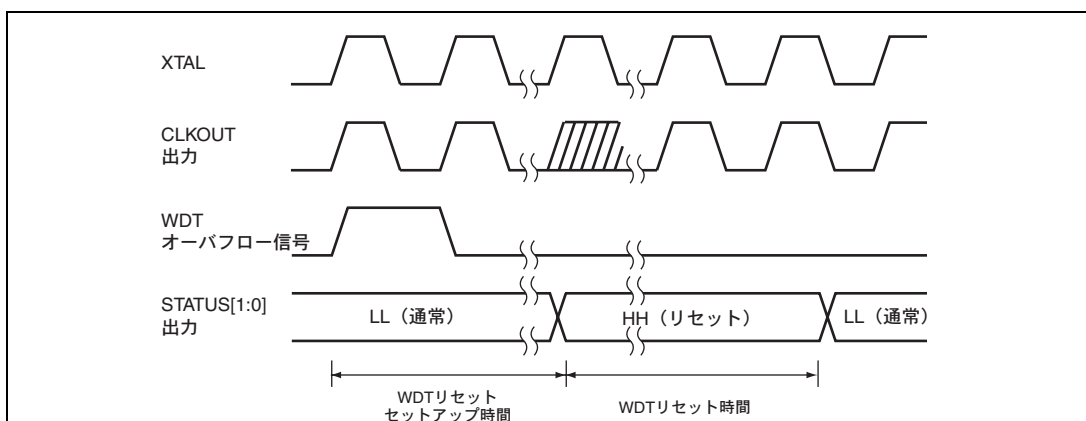 XTAL
CLKOUT
出力
WDT
オーバフロー信号
STATUS[1:0]
出力
LL（通常）
HH（リセット）
LL（通常）
WDTリセット
セットアップ時間
WDTリセット時間